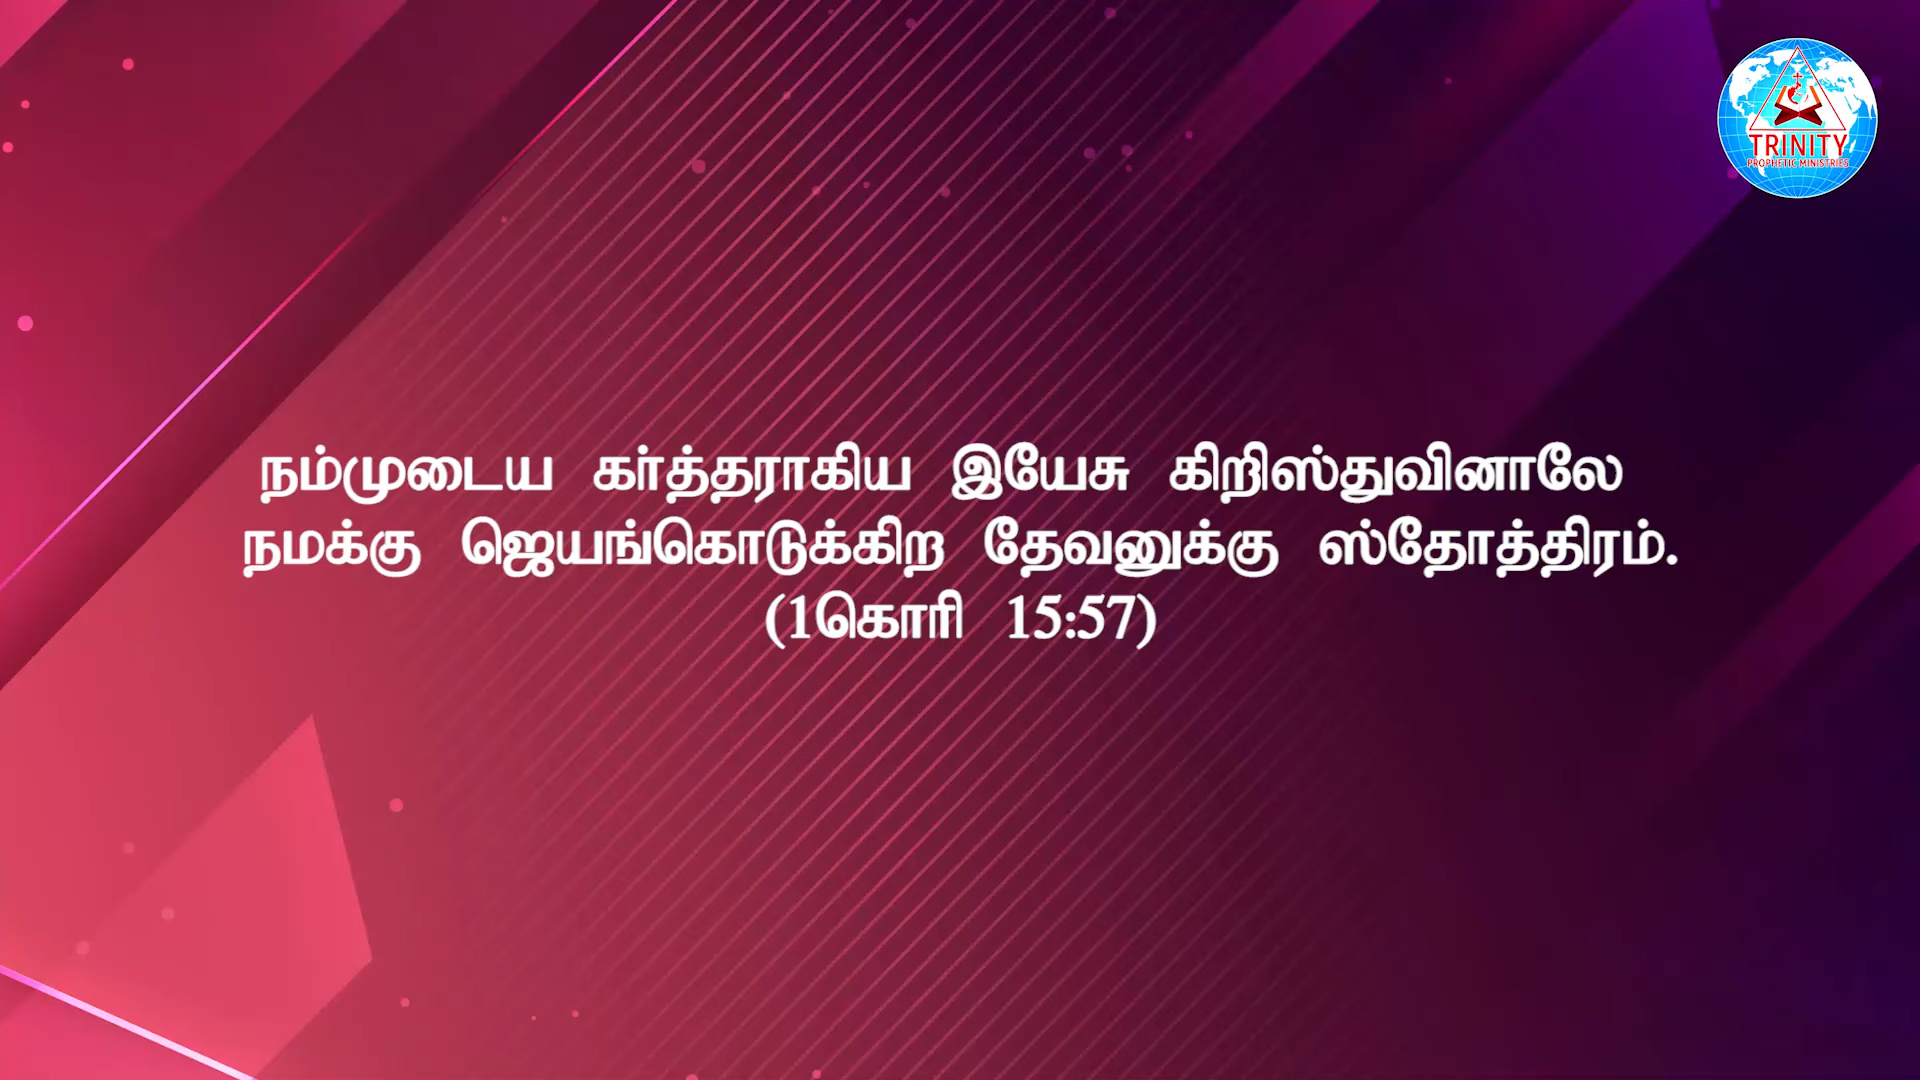 TRINITY
PROPHETIC MINISTRIES
நம்முடைய கர்த்தராகிய இயேசு கிறிஸ்துவினாலே
நமக்கு ஜெயங்கொடுக்கிற தேவனுக்கு ஸ்தோத்திரம்.
(1கொரி 15:57)